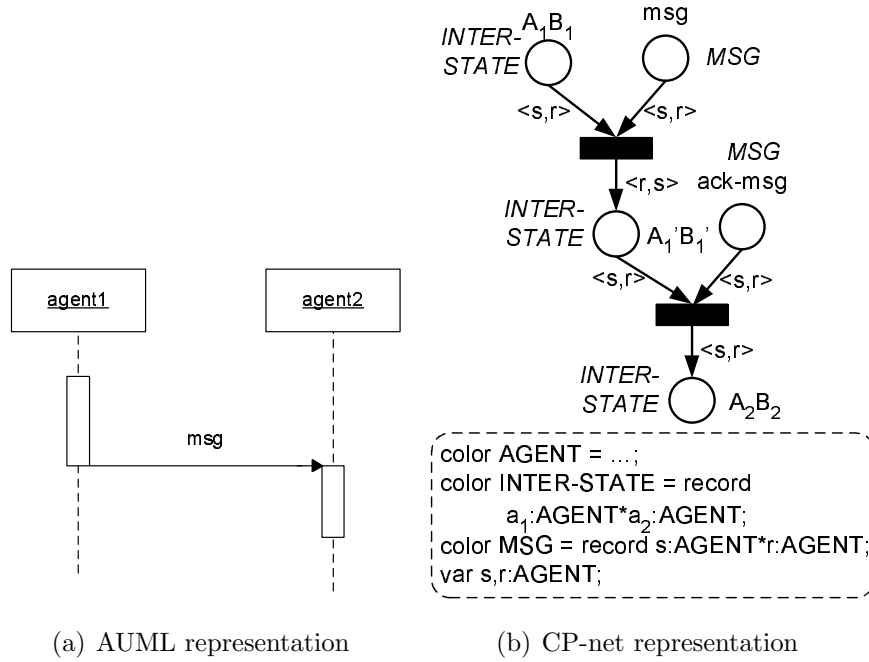 agent1
agent2
msg
A₁B₁
msg
INTER-
STATE
MSG
<s,r>
<s,r>
<r,s>
MSG
ack-msg
INTER-
STATE
A₁'B₁'
<s,r>
<s,r>
<s,r>
INTER-
STATE
A₂B₂
color AGENT = ...;
color INTER-STATE = record
a₁:AGENT*a₂:AGENT;
color MSG = record s:AGENT*r:AGENT;
var s,r:AGENT;
(a) AUML representation
(b) CP-net representation